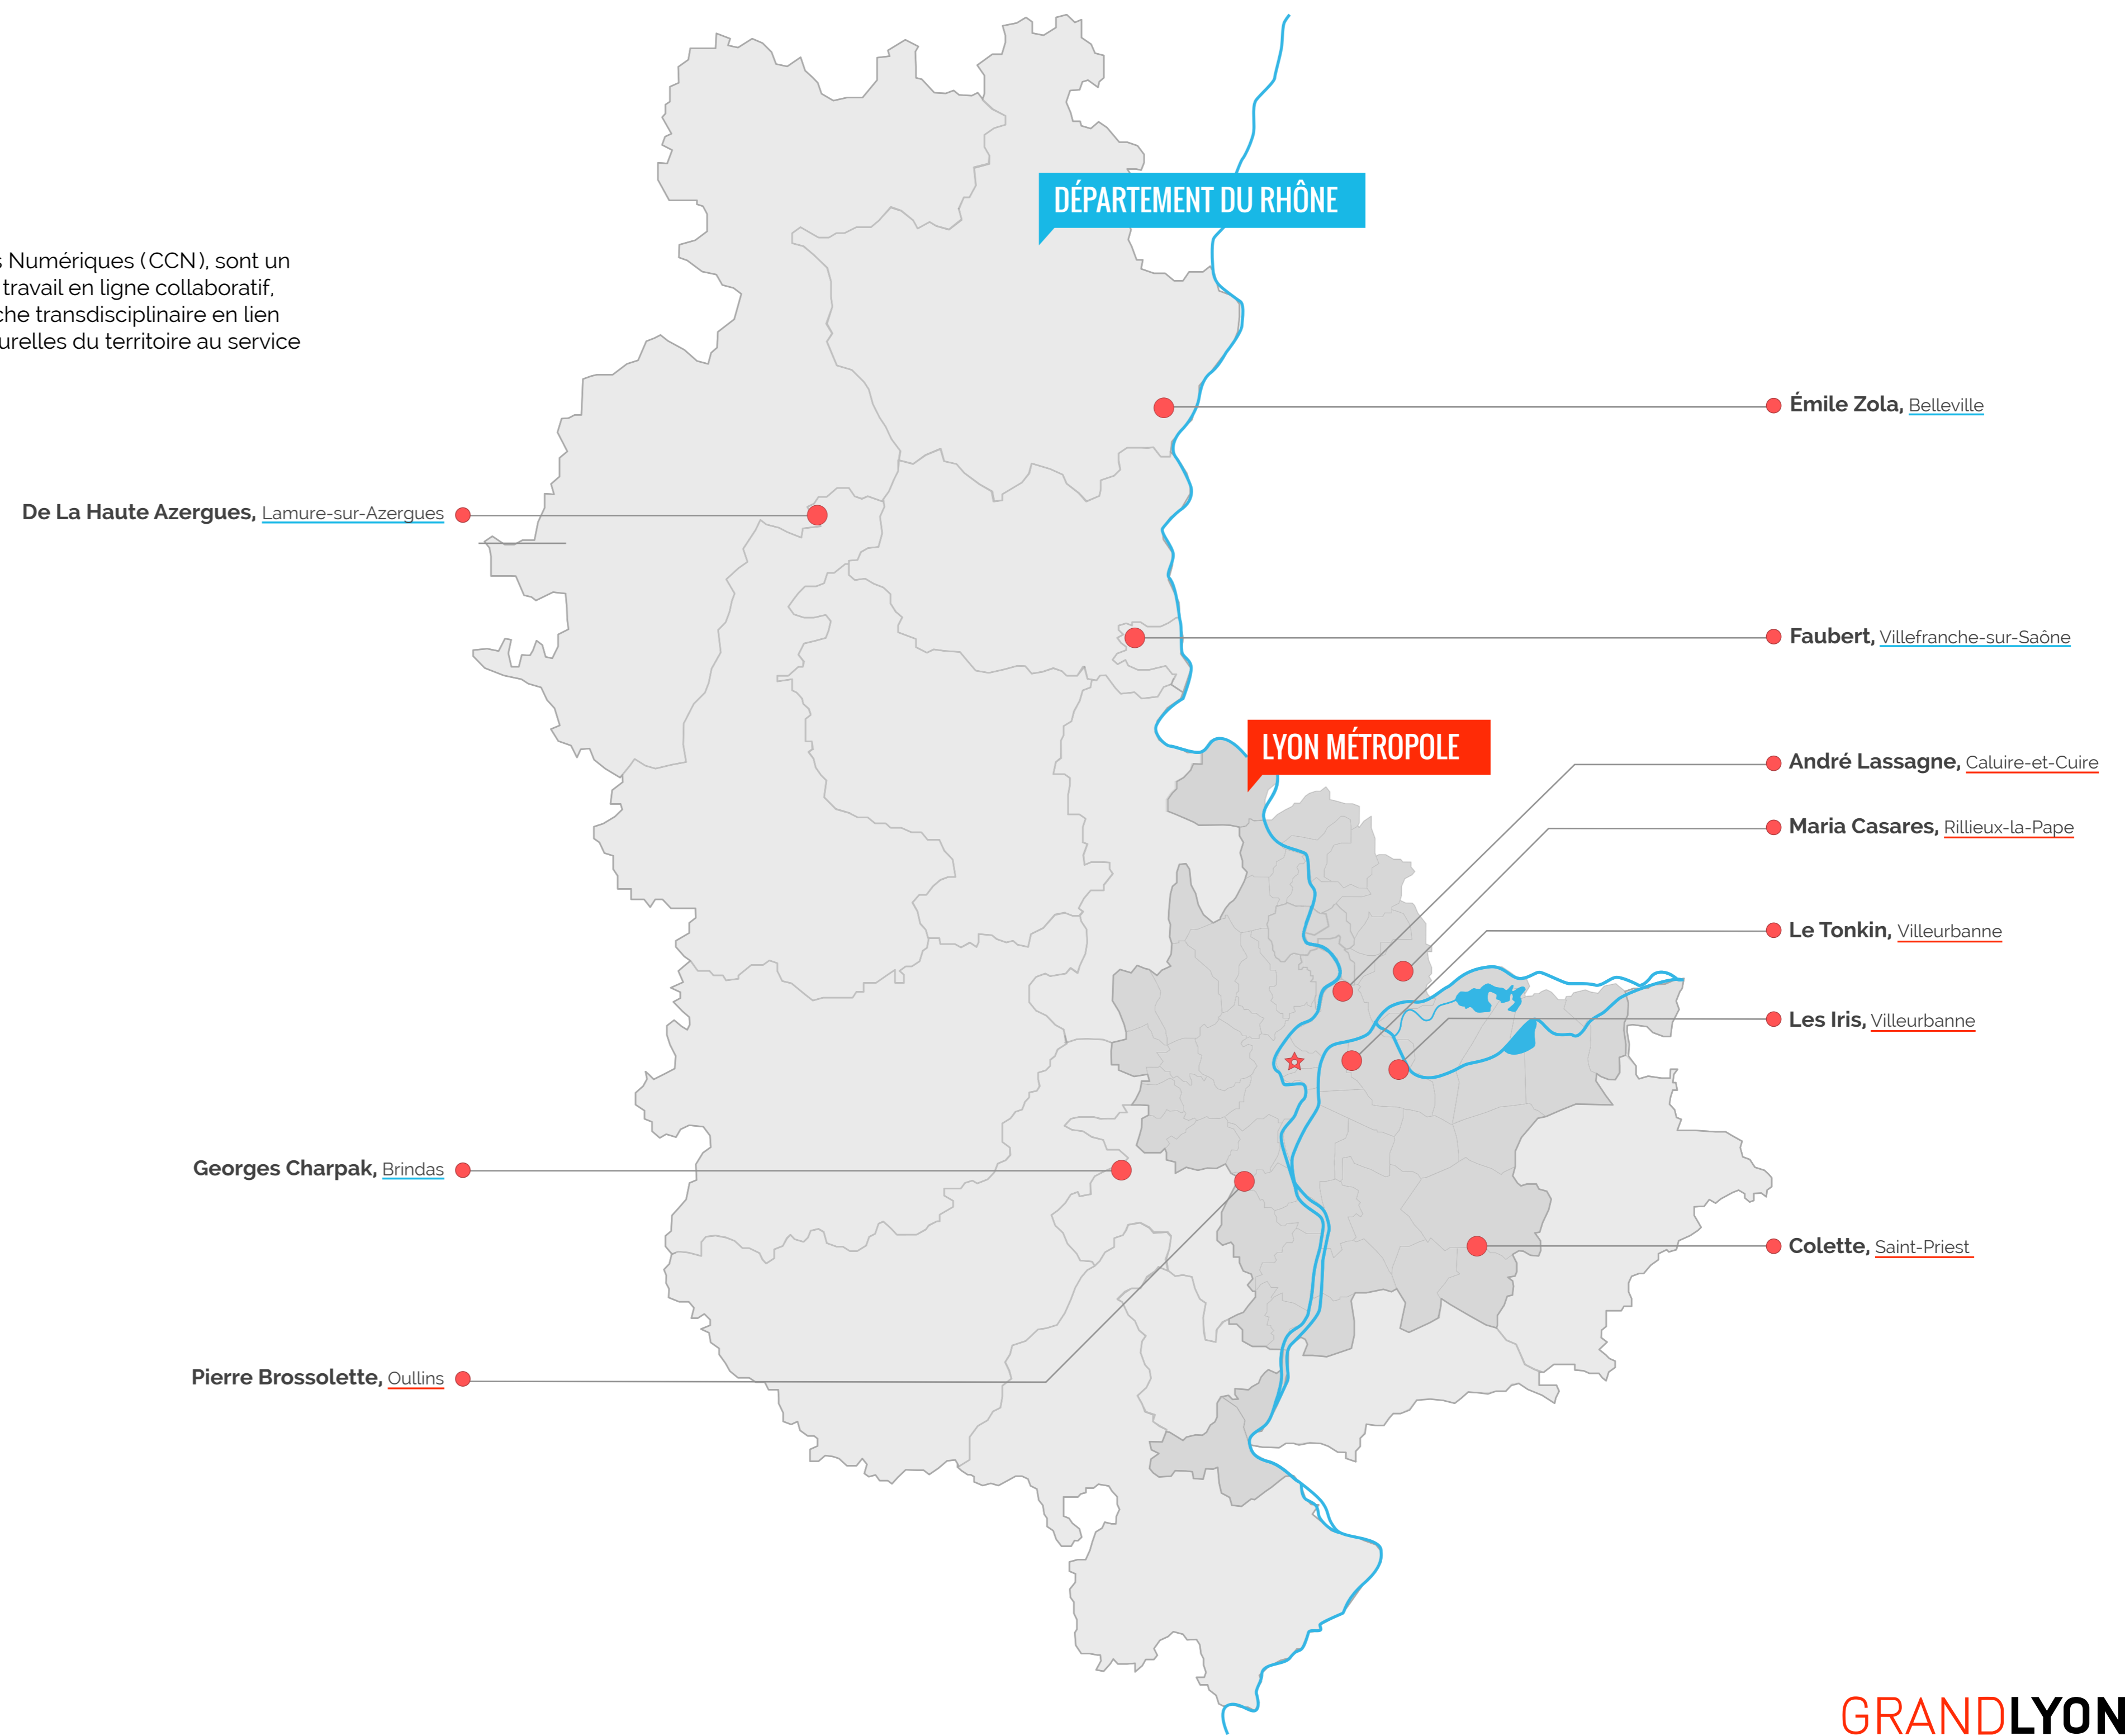 s Numériques (CCN), sont un
travail en ligne collaboratif,
che transdisciplinaire en lien
urelles du territoire au service
DÉPARTEMENT DU RHÔNE
Émile Zola, Belleville
De La Haute Azergues, Lamure-sur-Azergues
Faubert, Villefranche-sur-Saône
LYON MÉTROPOLE
André Lassagne, Caluire-et-Cuire
Maria Casares, Rillieux-la-Pape
Le Tonkin, Villeurbanne
Les Iris, Villeurbanne
Georges Charpak, Brindas
Colette, Saint-Priest
Pierre Brossolette, Oullins
GRANDLYON